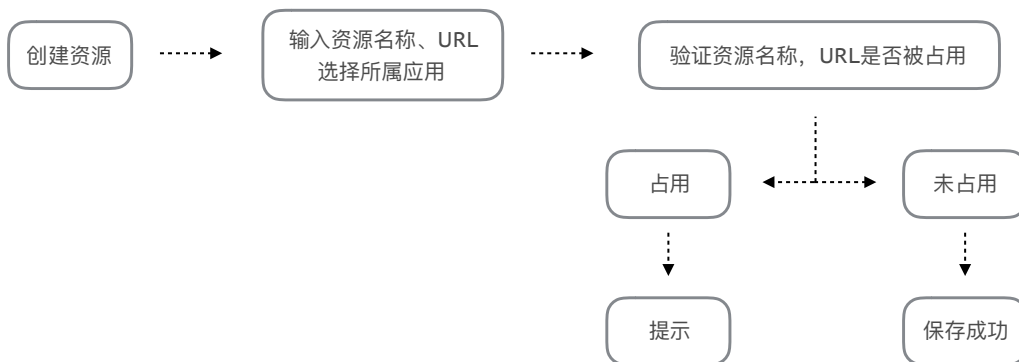 创建资源
输入资源名称、URL
选择所属应用
验证资源名称，URL是否被占用
占用
未占用
提示
保存成功